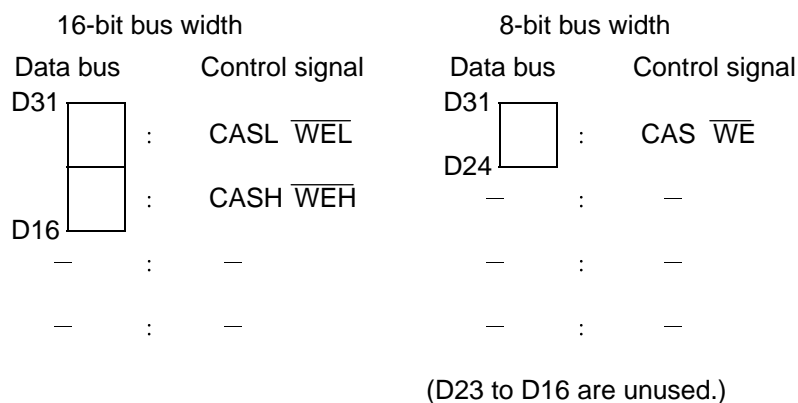 16-bit bus width 8-bit bus width
Data bus Control signal Data bus Control signal
D31 D31
: CASL WEL : CAS WE
D24
: CASH WEH — : —
D16
— : — — : —
— : — — : —
(D23 to D16 are unused.)